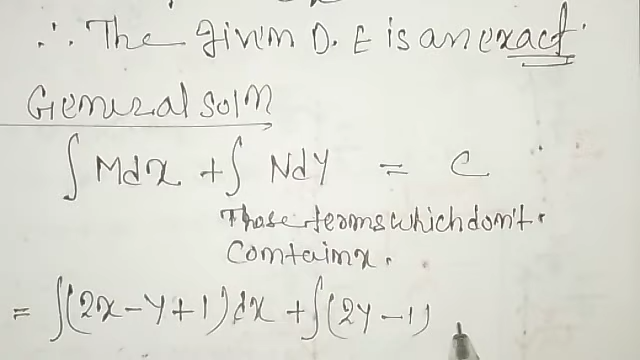 ∴ The given D.E is an exact.
General soln
∫ Mdx + ∫ Ndy = C
Those terms which don't
Contain x.
= ∫(2x-y+1)dx + ∫(2y-1)